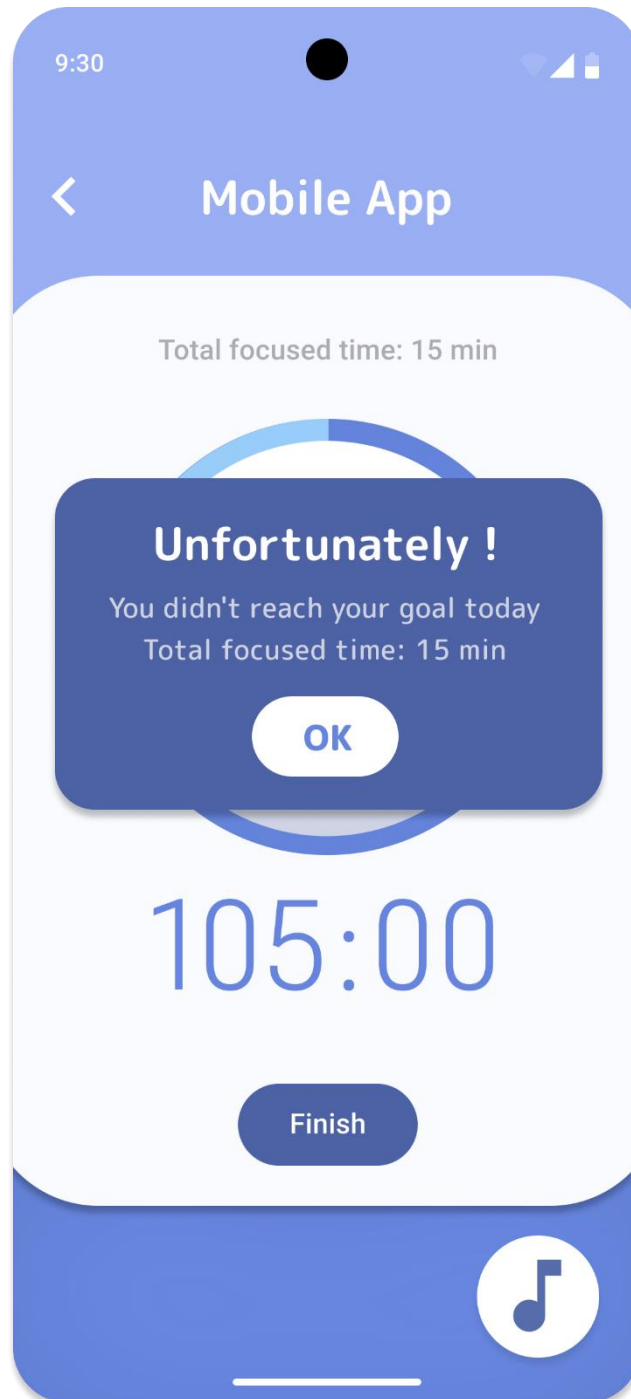 9:30
Mobile App
Total focused time: 15 min
Unfortunately !
You didn't reach your goal today
Total focused time: 15 min
OK
105:00
Finish